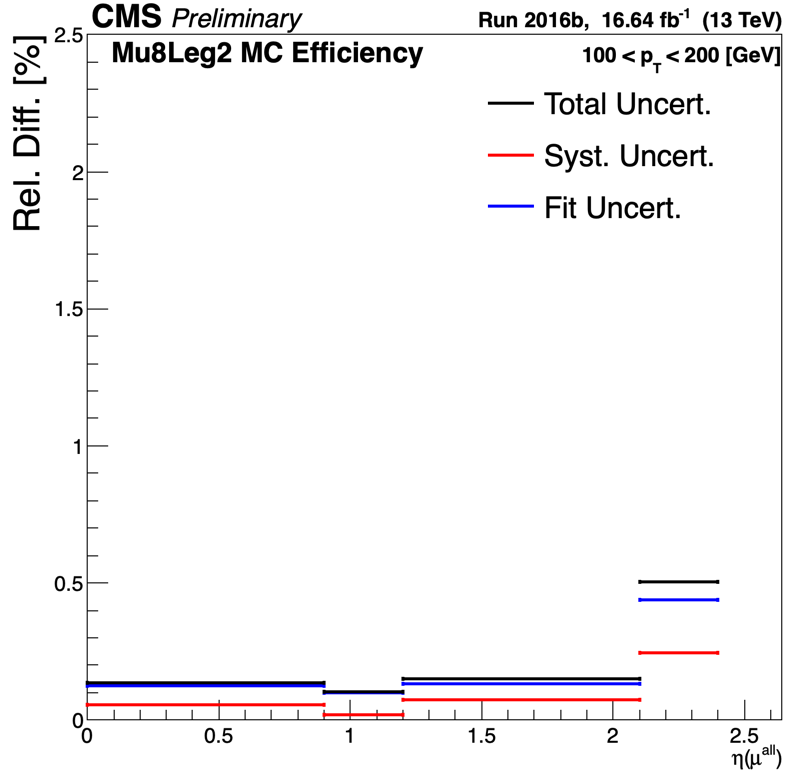 CMS Preliminary
Run 2016b, 16.64 fb⁻¹ (13 TeV)
Mu8Leg2 MC Efficiency
100 < p_T < 200 [GeV]
Total Uncert.
Syst. Uncert.
Fit Uncert.
Rel. Diff. [%]
2.5
2
1.5
1
0.5
0
0
0.5
1
1.5
2
2.5
η(μ^all)